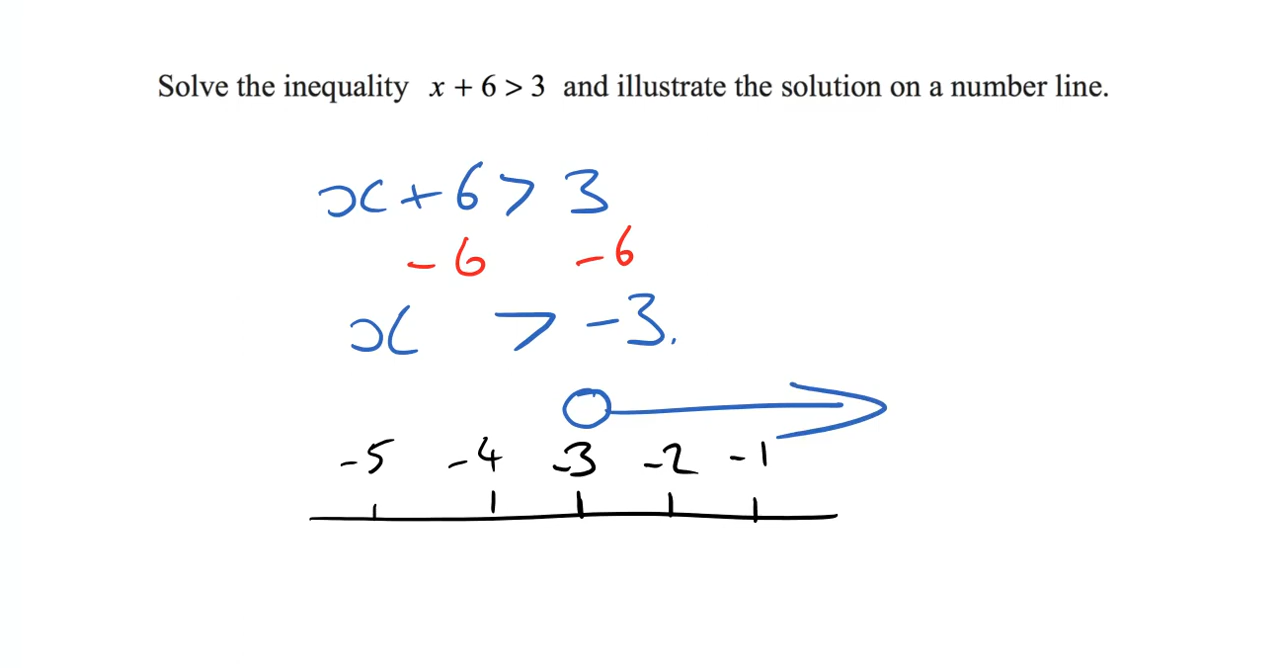 Solve the inequality x + 6 > 3 and illustrate the solution on a number line.
x + 6 > 3
-6 -6
x > -3.
-5 -4 -3 -2 -1